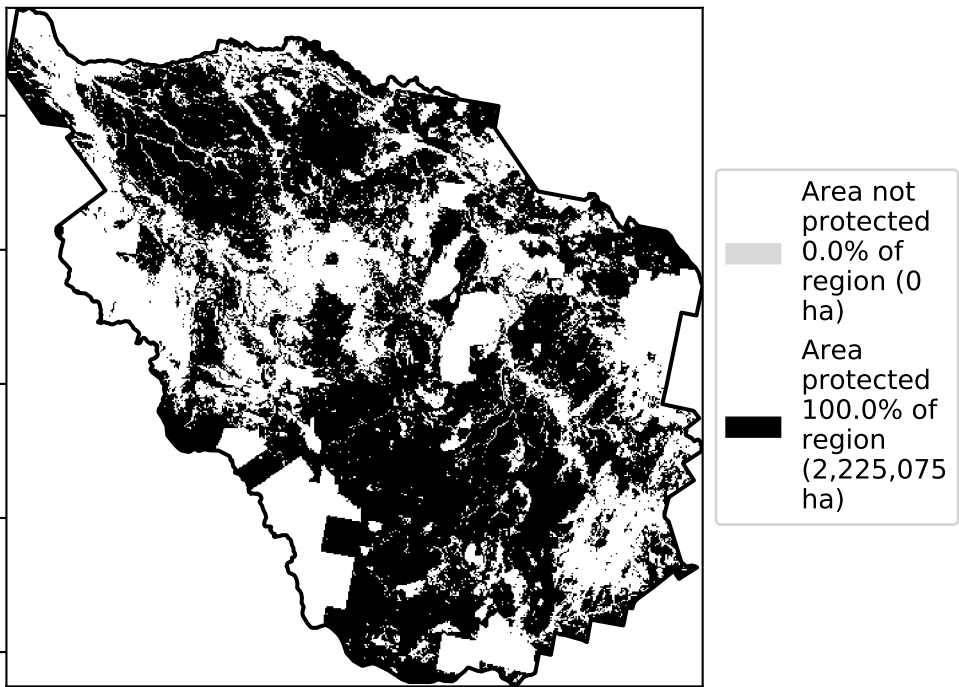 Area not
protected
0.0% of
region (0
ha)
Area
protected
100.0% of
region
(2,225,075
ha)